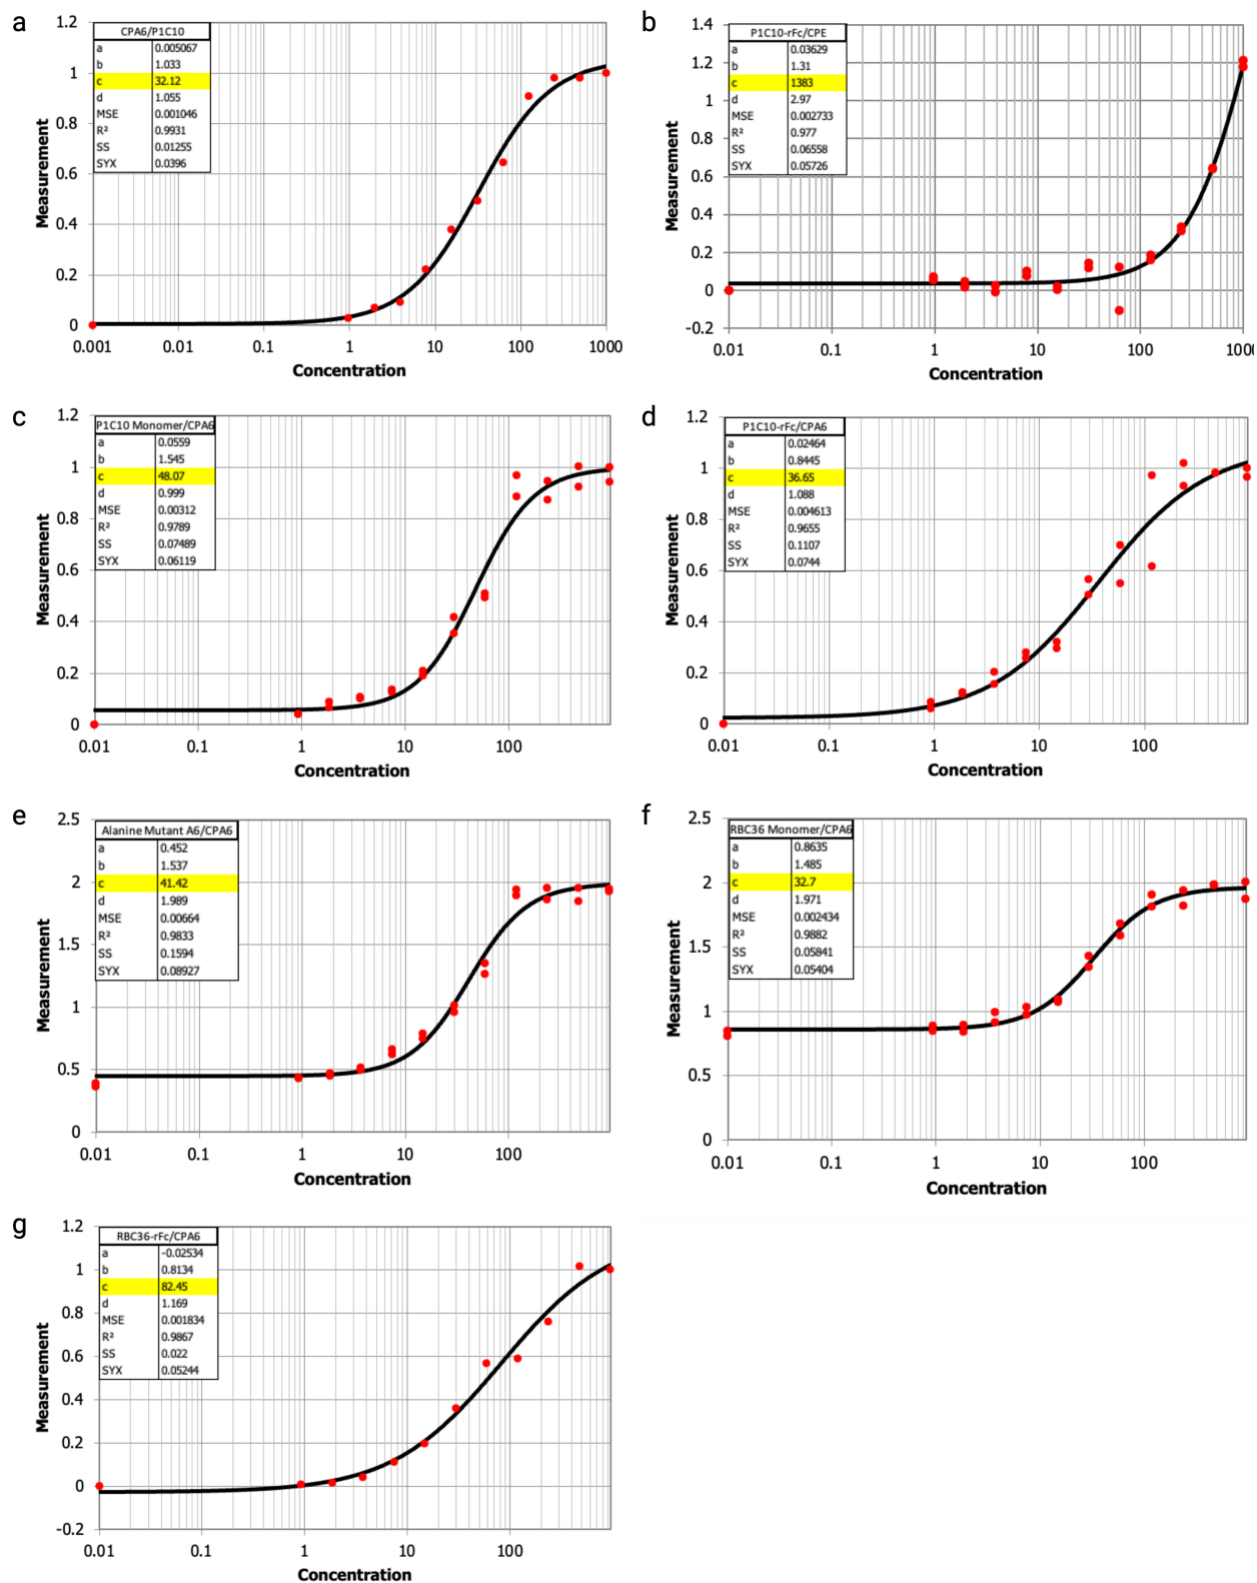 a
CPA6/P1C10
a 0.005067
b 1.033
c 32.12
d 1.055
MSE 0.001046
R² 0.9931
SS 0.01255
SYX 0.0396
Measurement
1.2
1
0.8
0.6
0.4
0.2
0
0.001 0.01 0.1 1 10 100 1000
Concentration
b
P1C10-rFc/CPE
a 0.03629
b 1.31
c 1383
d 2.97
MSE 0.002733
R² 0.977
SS 0.06558
SYX 0.05726
Measurement
1.4
1.2
1
0.8
0.6
0.4
0.2
0
-0.2
0.01 0.1 1 10 100 1000
Concentration
c
P1C10 Monomer/CPA6
a 0.0559
b 1.545
c 48.07
d 0.999
MSE 0.00312
R² 0.9789
SS 0.07489
SYX 0.06119
Measurement
1.2
1
0.8
0.6
0.4
0.2
0
0.01 0.1 1 10 100
Concentration
d
P1C10-rFc/CPA6
a 0.02464
b 0.8445
c 36.65
d 1.088
MSE 0.004613
R² 0.9655
SS 0.1107
SYX 0.0744
Measurement
1.2
1
0.8
0.6
0.4
0.2
0
0.01 0.1 1 10 100
Concentration
e
Alanine Mutant A6/CPA6
a 0.452
b 1.537
c 41.42
d 1.989
MSE 0.00664
R² 0.9833
SS 0.1594
SYX 0.08927
Measurement
2.5
2
1.5
1
0.5
0
0.01 0.1 1 10 100
Concentration
f
RBC36 Monomer/CPA6
a 0.8635
b 1.485
c 32.7
d 1.971
MSE 0.002434
R² 0.9882
SS 0.05841
SYX 0.05404
Measurement
2.5
2
1.5
1
0.5
0
0.01 0.1 1 10 100
Concentration
g
RBC36-rFc/CPA6
a -0.02534
b 0.8134
c 82.45
d 1.169
MSE 0.001834
R² 0.9867
SS 0.022
SYX 0.05244
Measurement
1.2
1
0.8
0.6
0.4
0.2
0
-0.2
0.01 0.1 1 10 100
Concentration